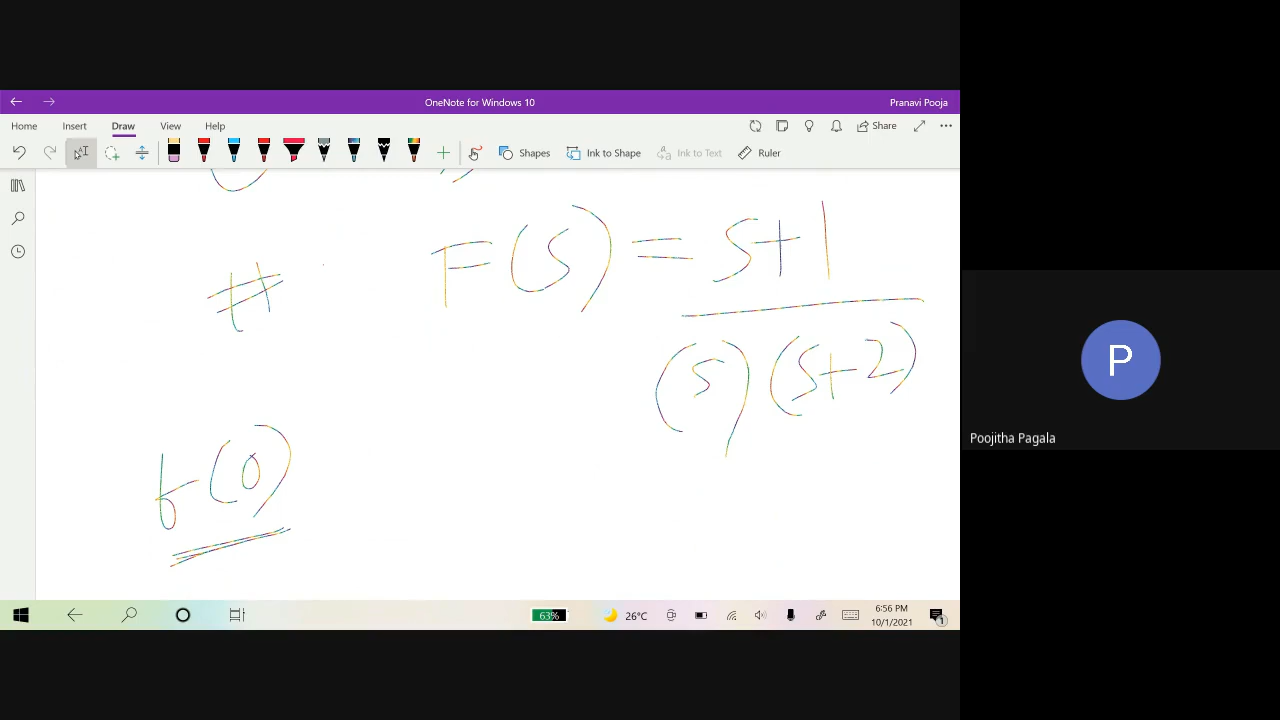 OneNote for Windows 10
Pranavi Pooja
Home Insert Draw View Help
Share
Shapes Ink to Shape Ink to Text Ruler
F(s) = s+1
(s)(s+2)
f(0)
P
Poojitha Pagala
63%
26°C
6:56 PM
10/1/2021
1